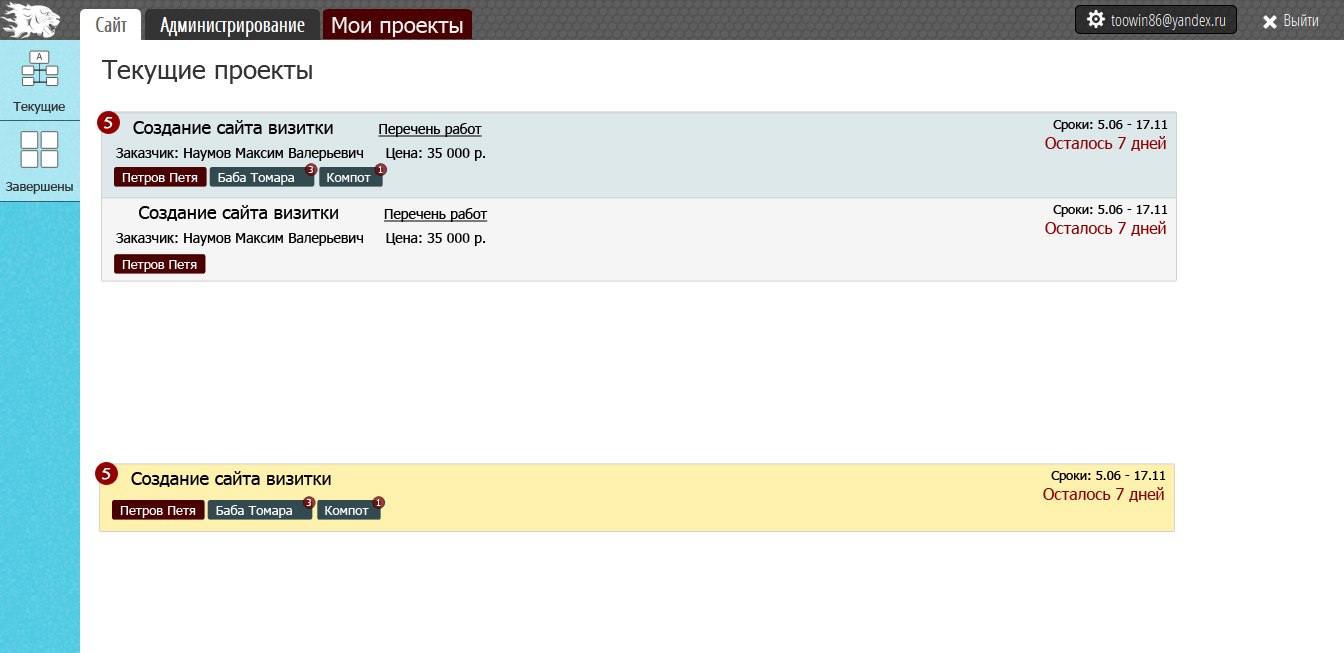 Сайт Администрирование Мои проекты toowin86@yandex.ru Выйти
A
Текущие
Завершены
Текущие проекты
5 Создание сайта визитки Перечень работ Сроки: 5.06 - 17.11
Заказчик: Наумов Максим Валерьевич Цена: 35 000 р. Осталось 7 дней
Петров Петя Баба Томара 3 Компот 1
Создание сайта визитки Перечень работ Сроки: 5.06 - 17.11
Заказчик: Наумов Максим Валерьевич Цена: 35 000 р. Осталось 7 дней
Петров Петя
5 Создание сайта визитки Сроки: 5.06 - 17.11
Осталось 7 дней
Петров Петя Баба Томара 3 Компот 1